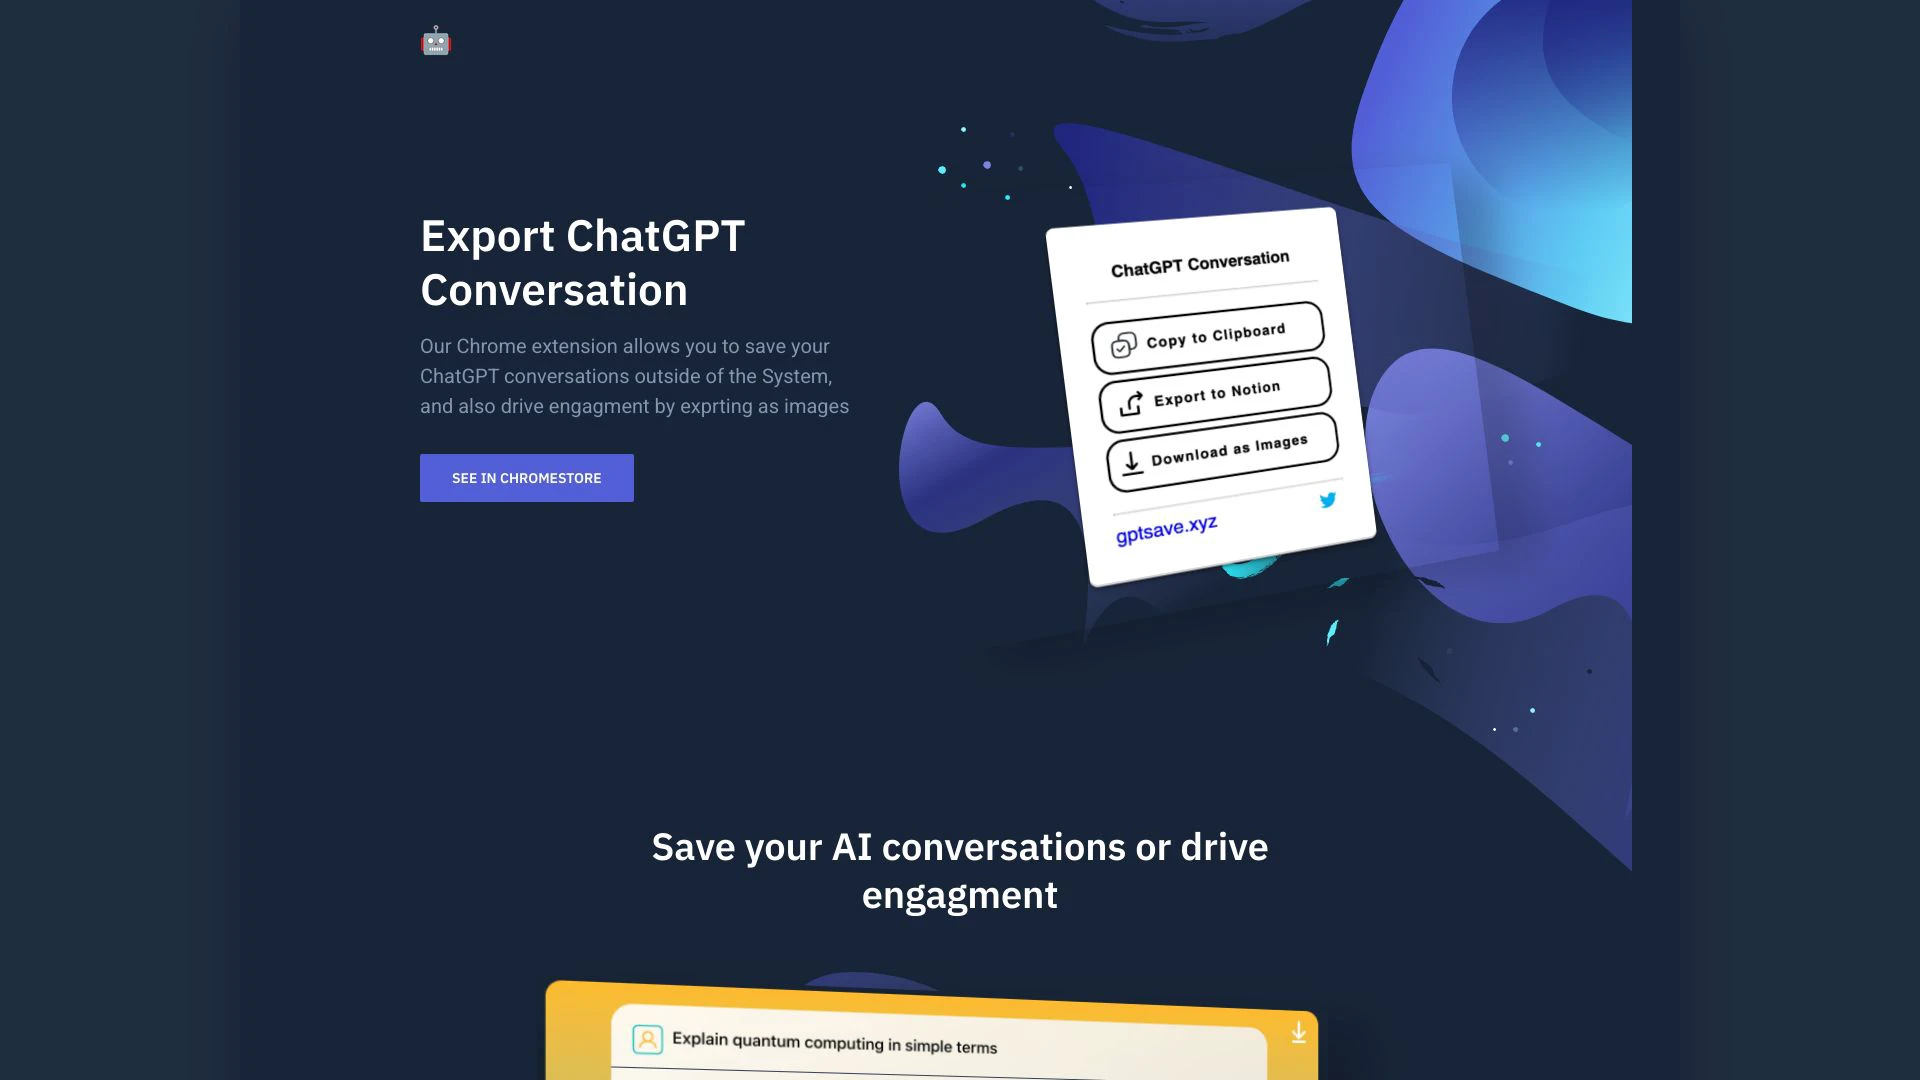 Export ChatGPT
Conversation
Our Chrome extension allows you to save your
ChatGPT conversations outside of the System,
and also drive engagment by exprting as images
SEE IN CHROMESTORE
ChatGPT Conversation
Copy to Clipboard
Export to Notion
Download as Images
gptsave.xyz
Save your AI conversations or drive
engagment
Explain quantum computing in simple terms